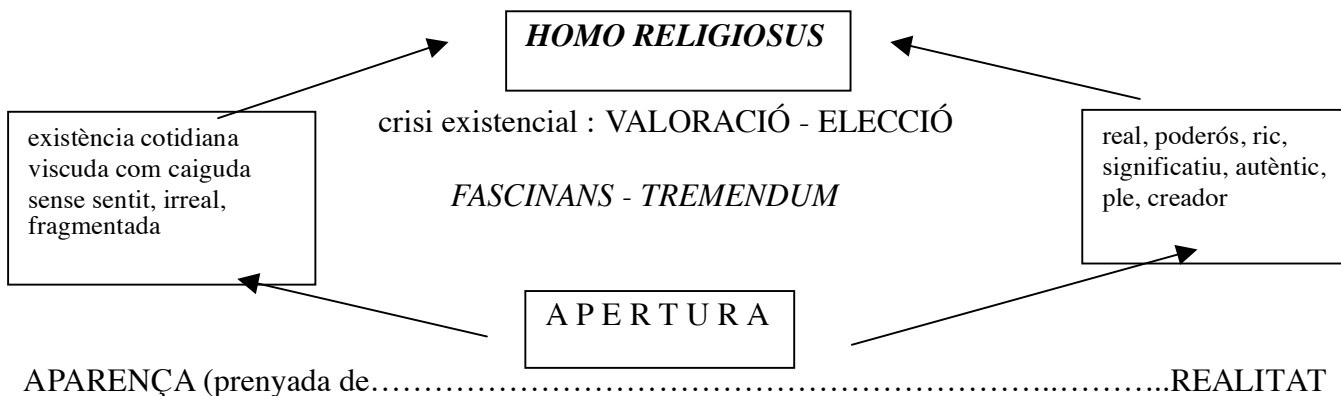 HOMO RELIGIOSUS
crisi existencial : VALORACIÓ - ELECCIÓ
existència cotidiana
viscuda com caiguda
sense sentit, irreal,
fragmentada
real, poderós, ric,
significatiu, autèntic,
ple, creador
FASCINANS - TREMENDUM
A P E R T U R A
APARENÇA (prenyada de…………………………………………………………..………..REALITAT